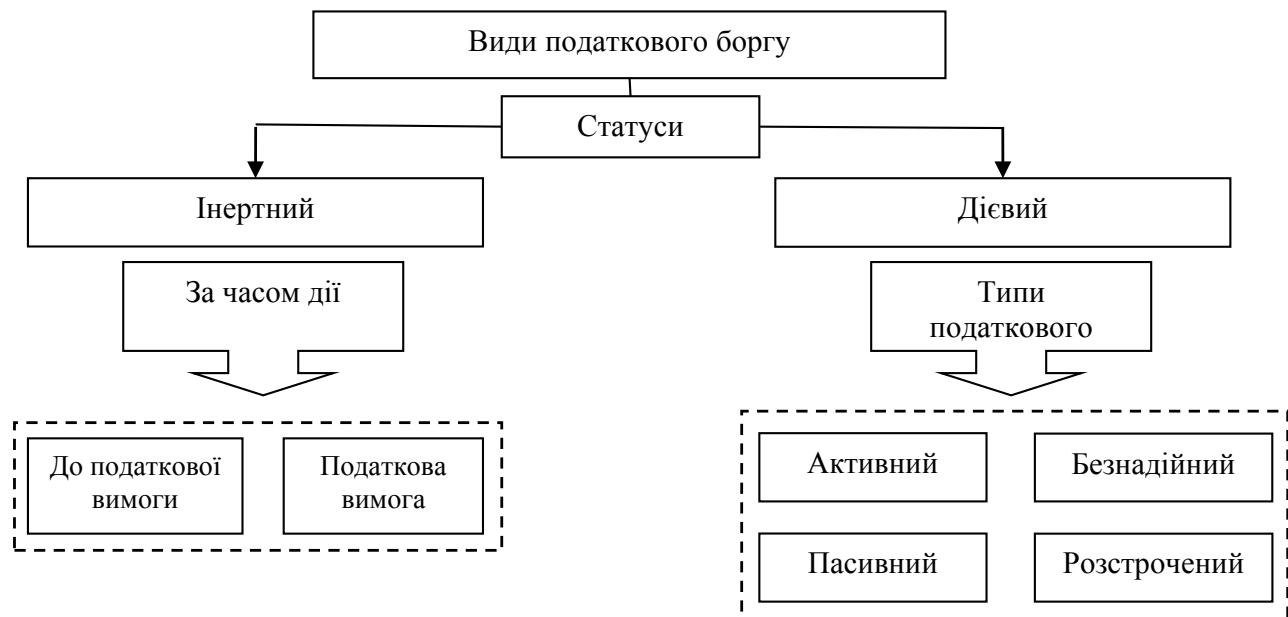 Види податкового боргу
Статуси
Інертний
Дієвий
За часом дії
Типи
податкового
До податкової
вимоги
Податкова
вимога
Активний
Безнадійний
Пасивний
Розстрочений